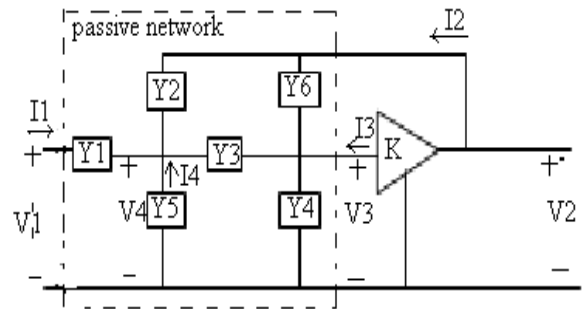 passive network
I2
Y2
Y6
I1
I3
Y1
+
Y3
+
K
+
+
I4
V1
V4
Y5
Y4
V3
V2
-
-
-
-